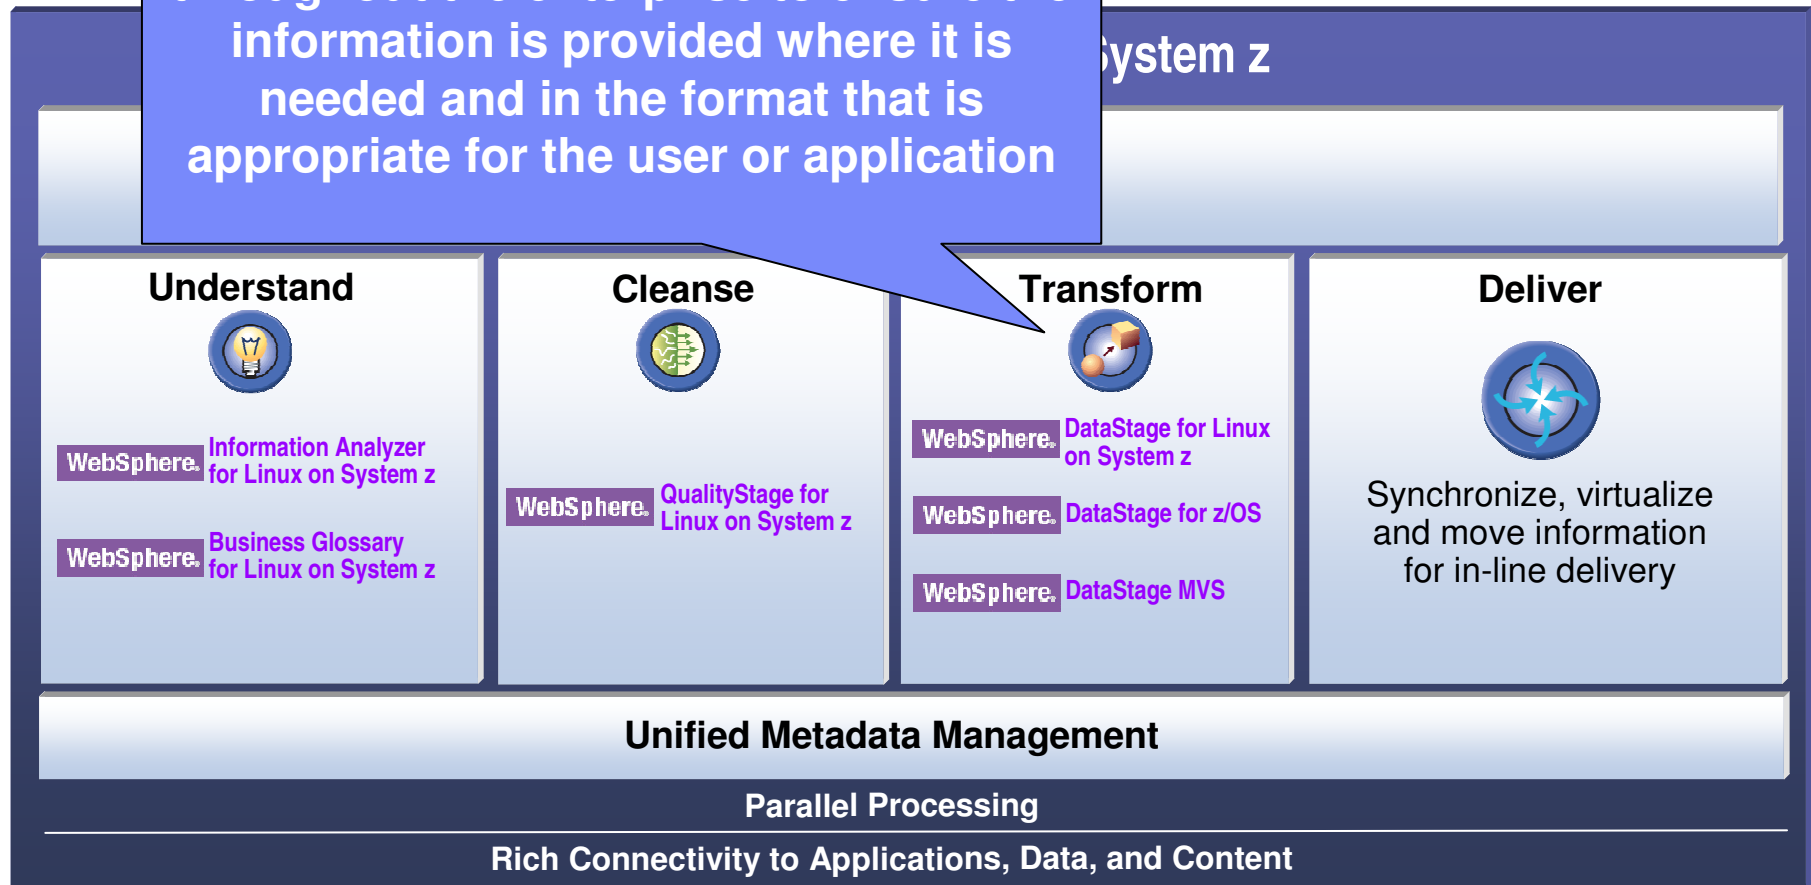 information is provided where it is
needed and in the format that is
appropriate for the user or application
System z
Understand
WebSphere.
Information Analyzer
for Linux on System z
WebSphere.
Business Glossary
for Linux on System z
Cleanse
WebSphere.
QualityStage for
Linux on System z
Transform
WebSphere.
DataStage for Linux
on System z
WebSphere.
DataStage for z/OS
WebSphere.
DataStage MVS
Deliver
Synchronize, virtualize
and move information
for in-line delivery
Unified Metadata Management
Parallel Processing
Rich Connectivity to Applications, Data, and Content